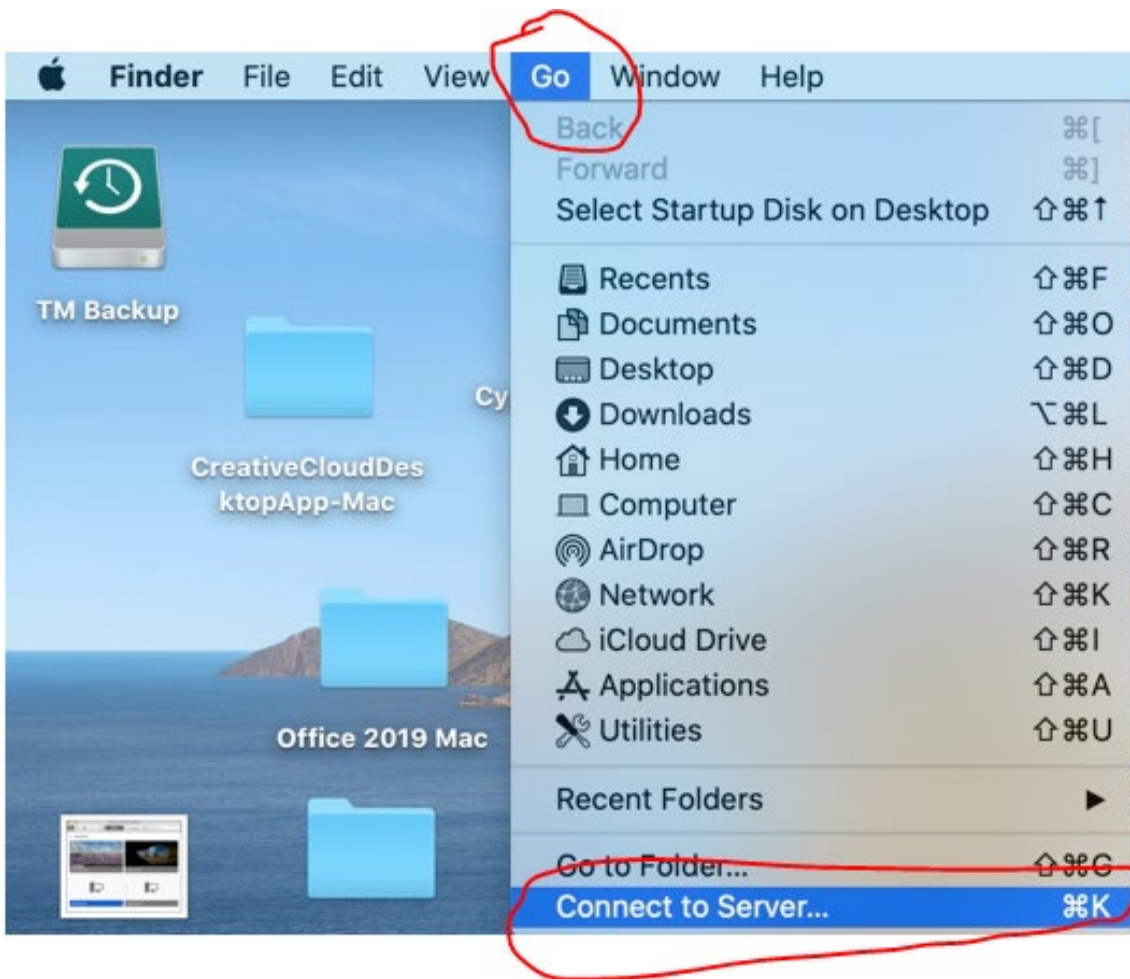 Finder File Edit View Go Window Help
Back ⌘[
Forward ⌘]
Select Startup Disk on Desktop ⇧⌘↑
Recents ⇧⌘F
Documents ⇧⌘O
Desktop ⇧⌘D
Downloads ⌥⌘L
Home ⇧⌘H
Computer ⇧⌘C
AirDrop ⇧⌘R
Network ⇧⌘K
iCloud Drive ⇧⌘I
Applications ⇧⌘A
Utilities ⇧⌘U
Recent Folders ▶
Go to Folder... ⇧⌘G
Connect to Server... ⌘K
TM Backup
Cy
CreativeCloudDes
ktopApp-Mac
Office 2019 Mac